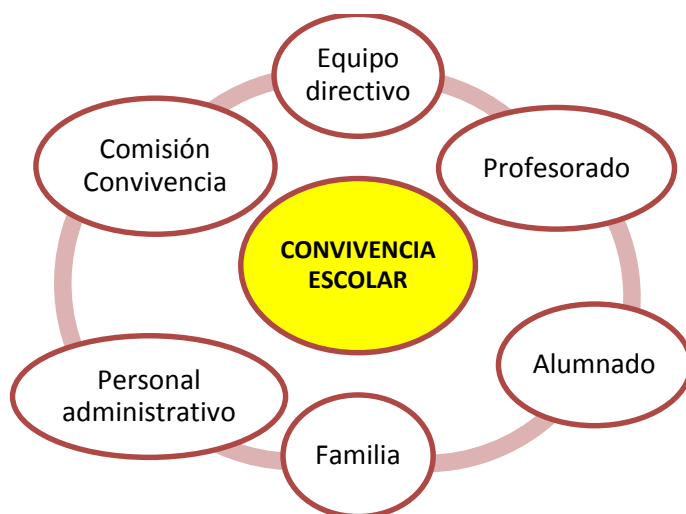 Equipo
directivo
Comisión
Convivencia
Profesorado
CONVIVENCIA
ESCOLAR
Alumnado
Personal
administrativo
Familia